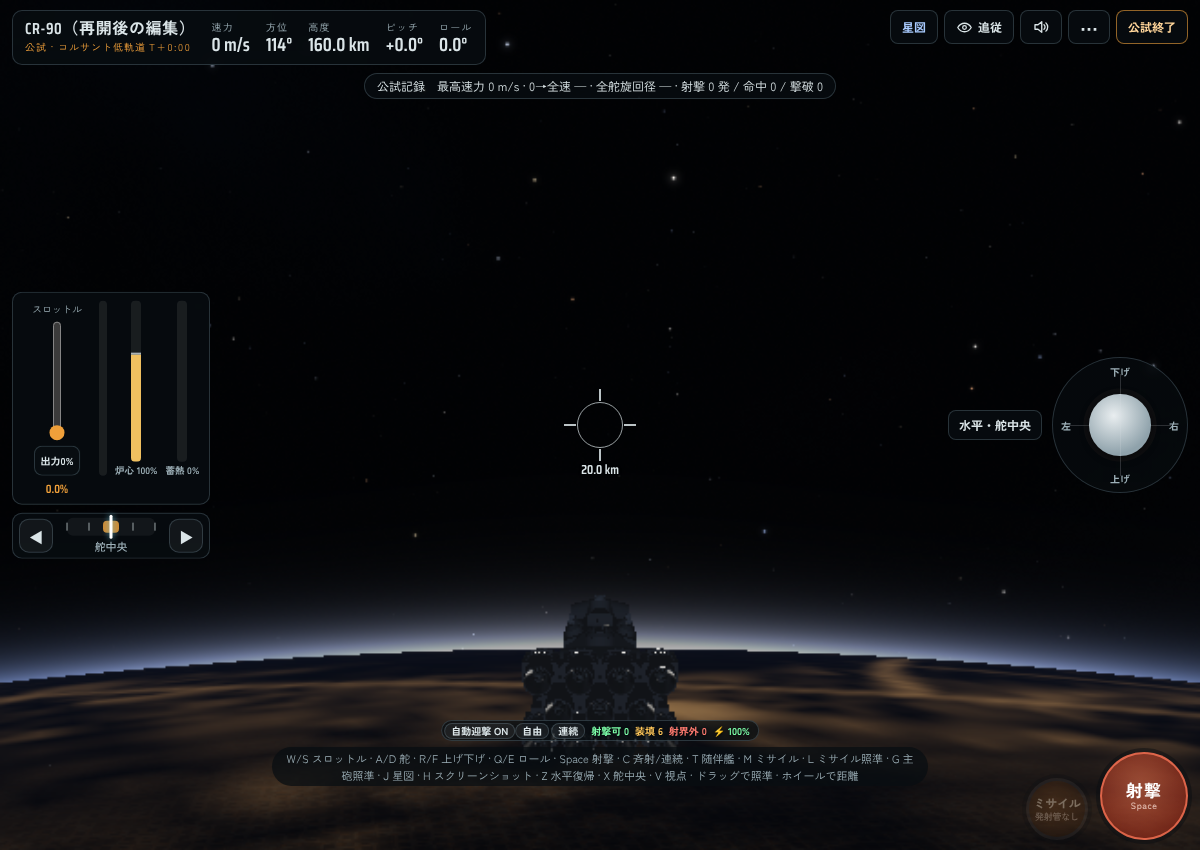 CR-90（再開後の編集）
公試・コルサント低軌道 T＋0:00
速力 方位 高度 ピッチ ロール
0 m/s 114° 160.0 km +0.0° 0.0°
星図 追従 … 公試終了
公試記録 最高速力 0 m/s · 0→全速 — · 全舵旋回径 — · 射撃 0 発 / 命中 0 / 撃破 0
スロットル
出力0%
炉心 100% 蓄熱 0%
0.0%
◀ 舵中央 ▶
20.0 km
水平・舵中央
下げ
左 右
上げ
自動迎撃 ON 自由 連続 射撃可 0 装填 6 射界外 0 ⚡ 100%
W/S スロットル · A/D 舵 · R/F 上げ下げ · Q/E ロール · Space 射撃 · C 斉射/連続 · T 随伴艦 · M ミサイル · L ミサイル照準 · G 主
砲照準 · J 星図 · H スクリーンショット · Z 水平復帰 · X 舵中央 · V 視点 · ドラッグで照準 · ホイールで距離
ミサイル
発射管なし
射撃
Space